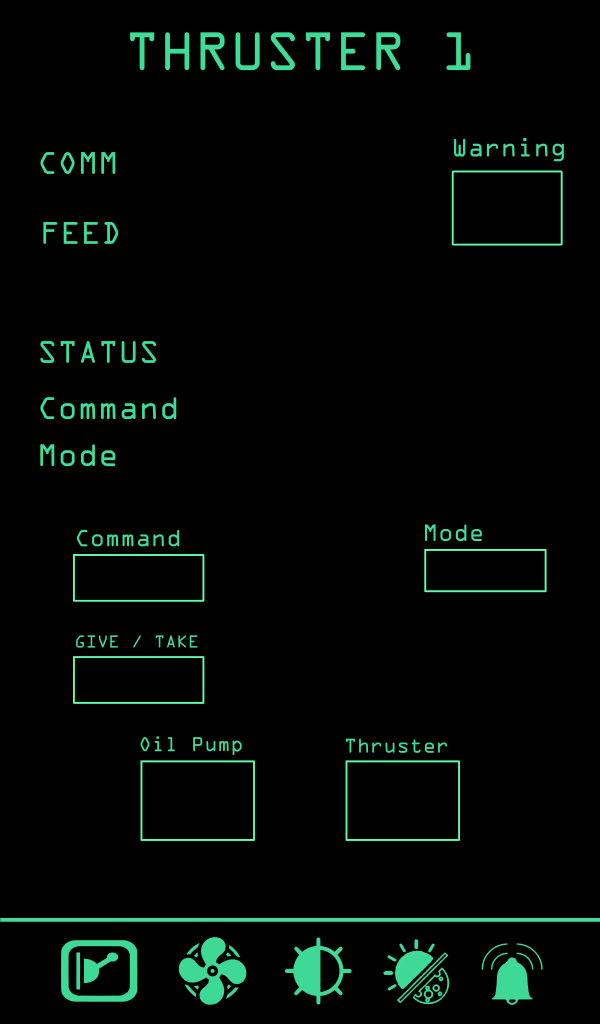 THRUSTER 1
Warning
COMM
FEED
STATUS
Command
Mode
Command
Mode
GIVE / TAKE
Oil Pump
Thruster